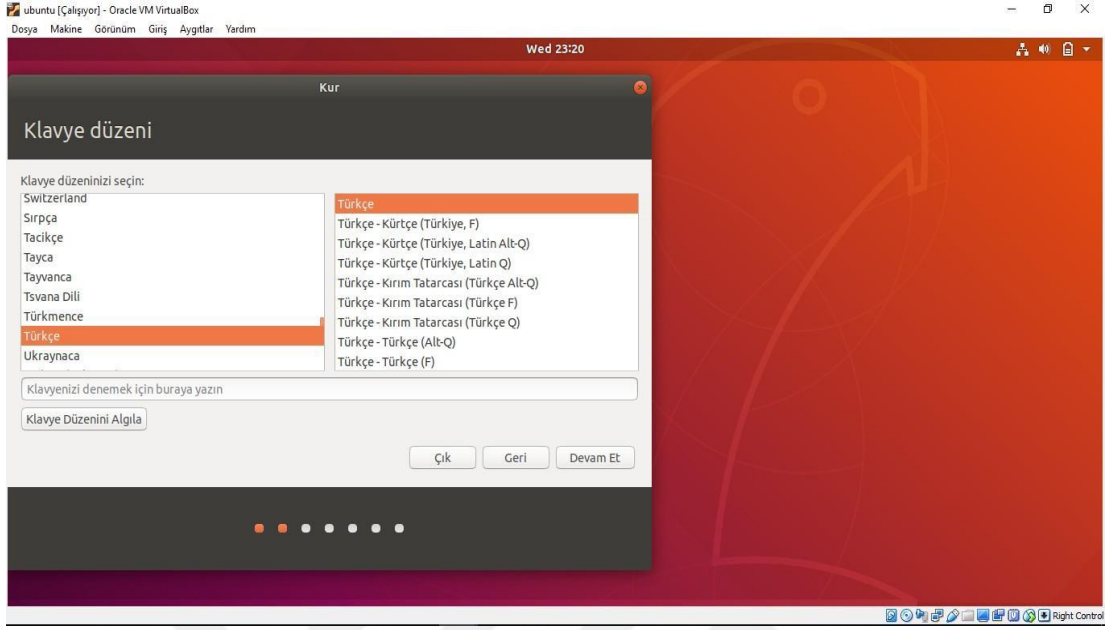 ubuntu [Çalışıyor] - Oracle VM VirtualBox
Dosya Makine Görünüm Giriş Aygıtlar Yardım
Wed 23:20
Kur
Klavye düzeni
Klavye düzeninizi seçin:
Switzerland
Sırpça
Tacikçe
Tayca
Tayvanca
Tsvana Dili
Türkmence
Türkçe
Ukraynaca
Türkçe
Türkçe - Kürtçe (Türkiye, F)
Türkçe - Kürtçe (Türkiye, Latin Alt-Q)
Türkçe - Kürtçe (Türkiye, Latin Q)
Türkçe - Kırım Tatarcası (Türkçe Alt-Q)
Türkçe - Kırım Tatarcası (Türkçe F)
Türkçe - Kırım Tatarcası (Türkçe Q)
Türkçe - Türkçe (Alt-Q)
Türkçe - Türkçe (F)
Klavyenizi denemek için buraya yazın
Klavye Düzenini Algıla
Çık Geri Devam Et
Right Control